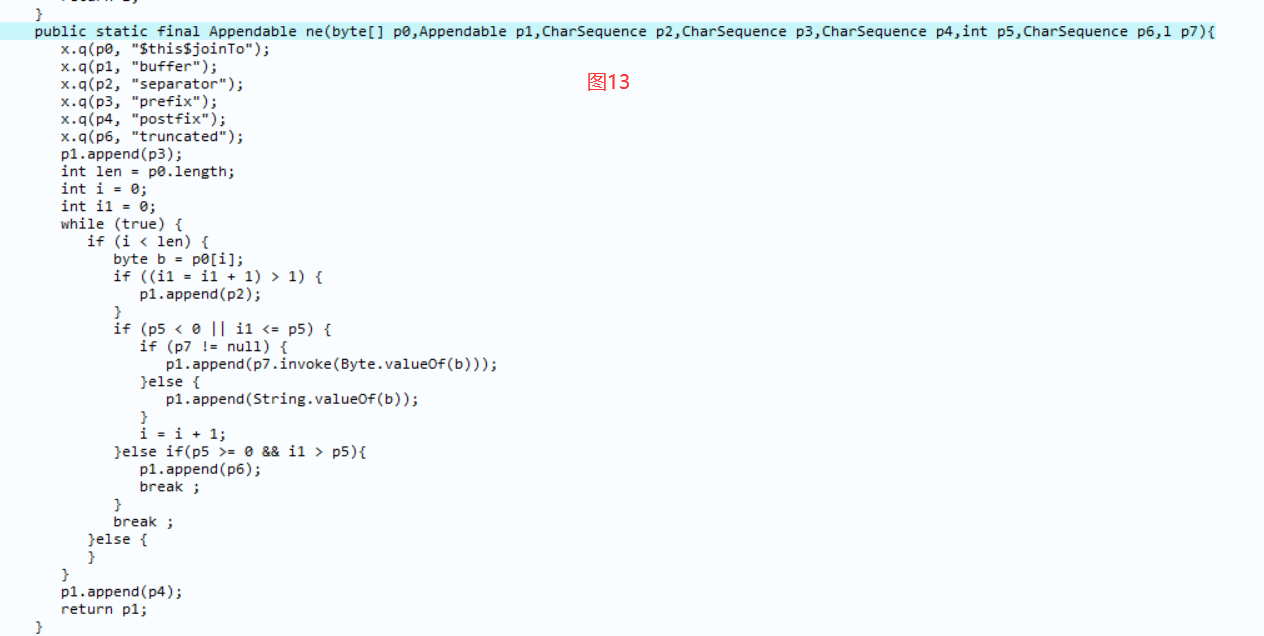 }
public static final Appendable ne(byte[] p0,Appendable p1,CharSequence p2,CharSequence p3,CharSequence p4,int p5,CharSequence p6,l p7){
x.q(p0, "$this$joinTo");
x.q(p1, "buffer");
图13
x.q(p2, "separator");
x.q(p3, "prefix");
x.q(p4, "postfix");
x.q(p6, "truncated");
p1.append(p3);
int len = p0.length;
int i = 0;
int i1 = 0;
while (true) {
if (i < len) {
byte b = p0[i];
if ((i1 = i1 + 1) > 1) {
p1.append(p2);
}
if (p5 < 0 || i1 <= p5) {
if (p7 != null) {
p1.append(p7.invoke(Byte.valueOf(b)));
}else {
p1.append(String.valueOf(b));
}
i = i + 1;
}else if(p5 >= 0 && i1 > p5){
p1.append(p6);
break ;
}
break ;
}else {
}
}
p1.append(p4);
return p1;
}